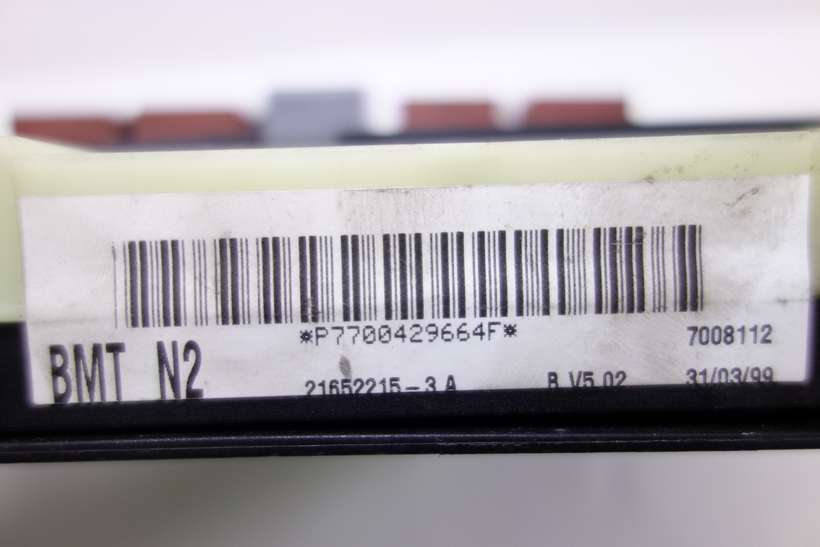 *P7700429664F*
7008112
BMT N2
21652215-3 A
B V5.02
31/03/99